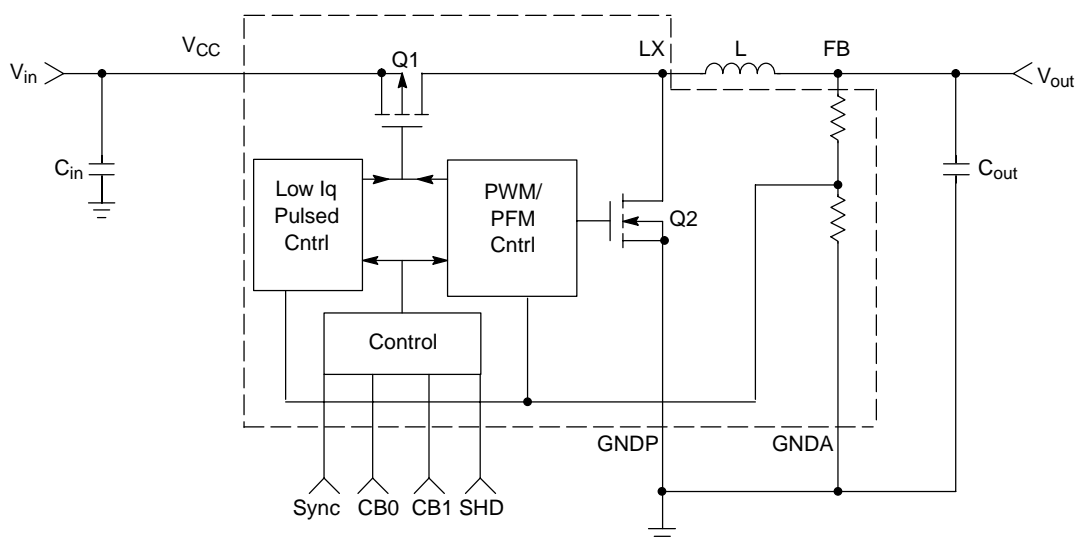 V_CC
LX
L
FB
V_in
Q1
V_out
C_in
Low Iq
Pulsed
Cntrl
PWM/
PFM
Cntrl
Q2
C_out
Control
GNDP
GNDA
Sync
CB0
CB1
SHD